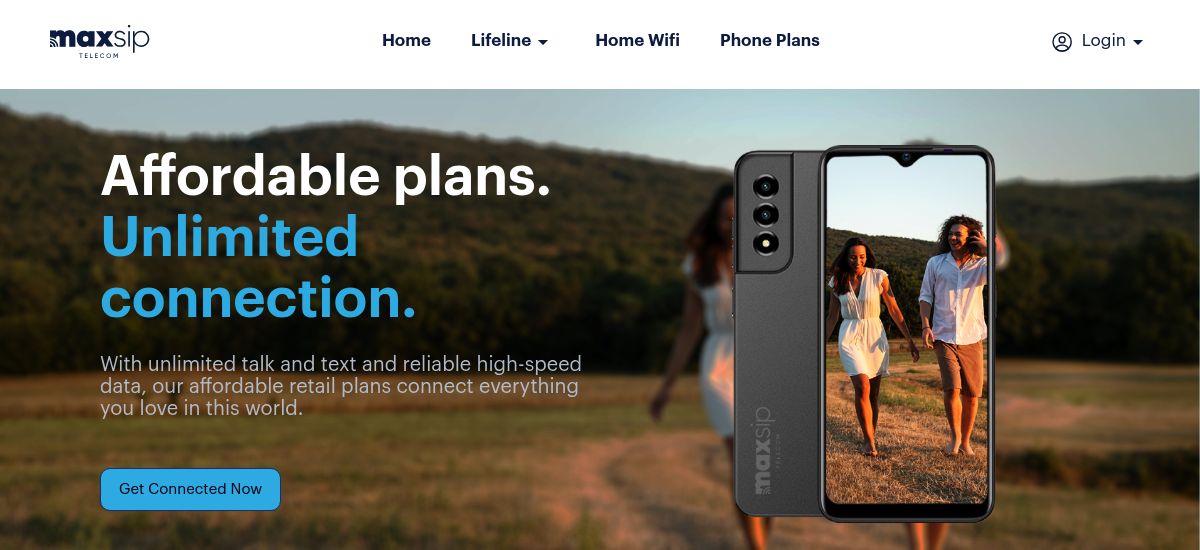 maxsip
TELECOM
Home
Lifeline
Home Wifi
Phone Plans
Login
Affordable plans.
Unlimited
connection.
With unlimited talk and text and reliable high-speed
data, our affordable retail plans connect everything
you love in this world.
Get Connected Now
maxsip
TELECOM